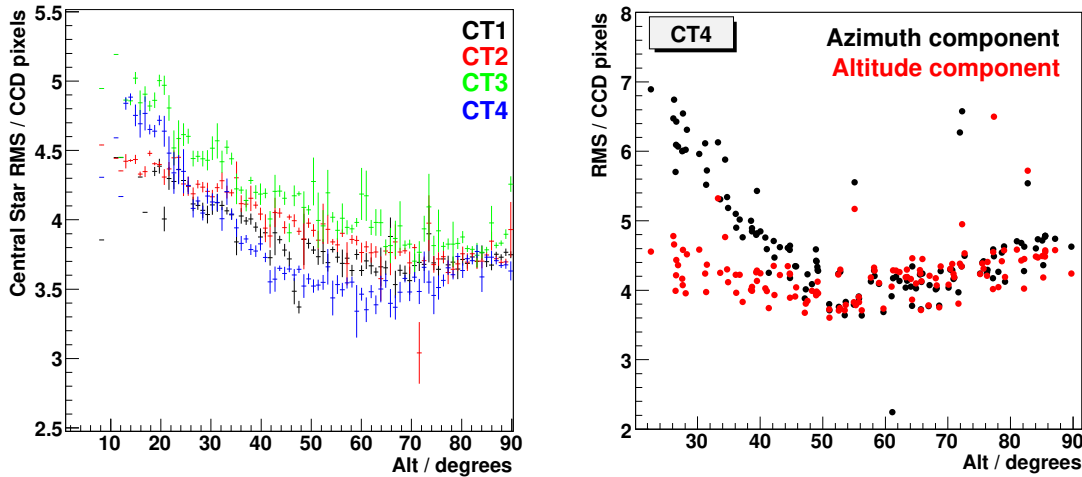 Central Star RMS / CCD pixels
5.5
5
4.5
4
3.5
3
2.5
CT1
CT2
CT3
CT4
10 20 30 40 50 60 70 80 90
Alt / degrees
RMS / CCD pixels
8
7
6
5
4
3
2
CT4
Azimuth component
Altitude component
30 40 50 60 70 80 90
Alt / degrees